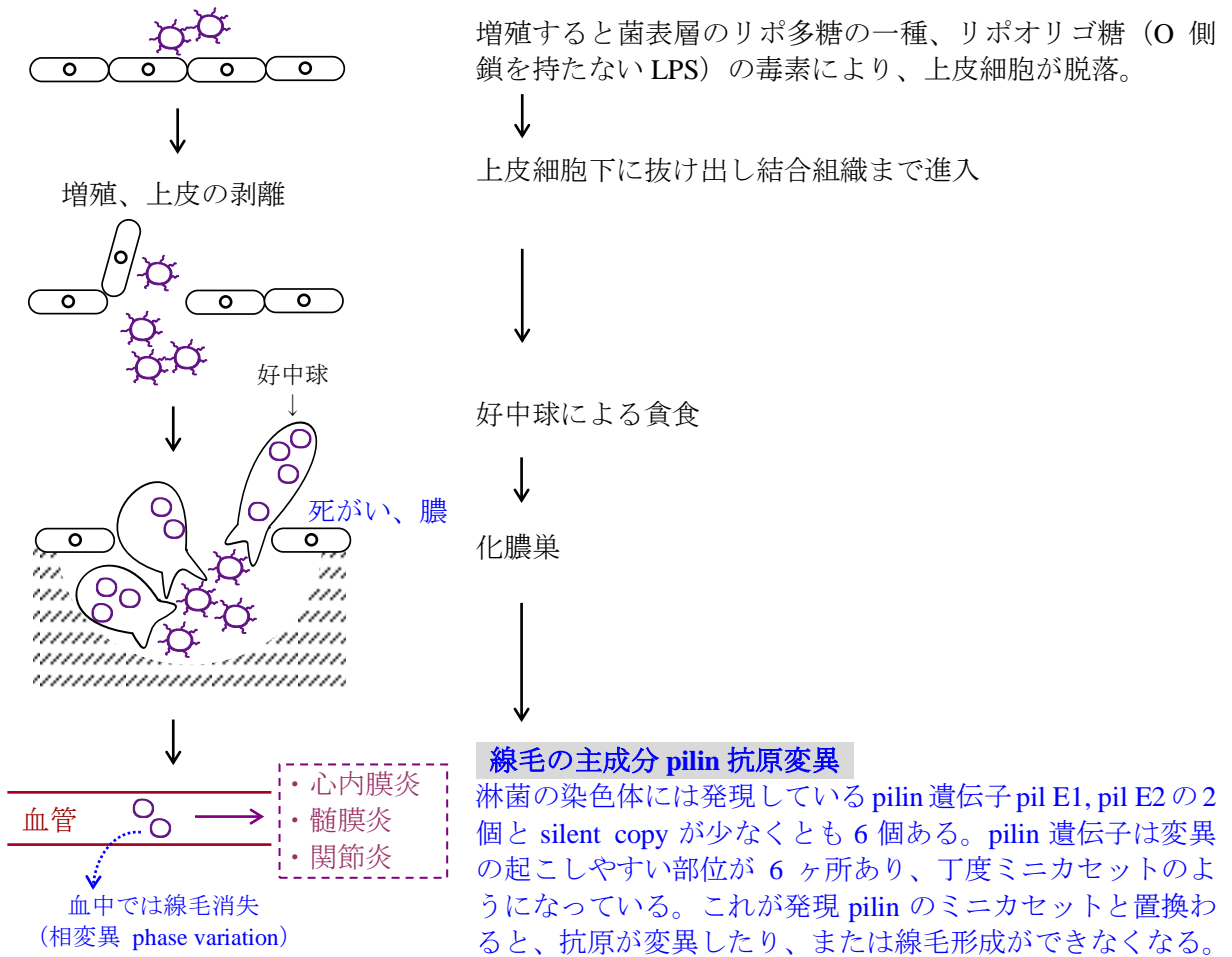 増殖すると菌表層のリポ多糖の一種、リポオリゴ糖（O 側
鎖を持たない LPS）の毒素により、上皮細胞が脱落。
上皮細胞下に抜け出し結合組織まで進入
増殖、上皮の剥離
好中球
↓
好中球による貪食
死がい、膿
化膿巣
線毛の主成分 pilin 抗原変異
淋菌の染色体には発現している pilin 遺伝子 pil E1, pil E2 の 2
個と silent copy が少なくとも 6 個ある。pilin 遺伝子は変異
の起こしやすい部位が 6 ヶ所あり、丁度ミニカセットのよ
うになっている。これが発現 pilin のミニカセットと置換わ
ると、抗原が変異したり、または線毛形成ができなくなる。
血管
・心内膜炎
・髄膜炎
・関節炎
血中では線毛消失
（相変異 phase variation）